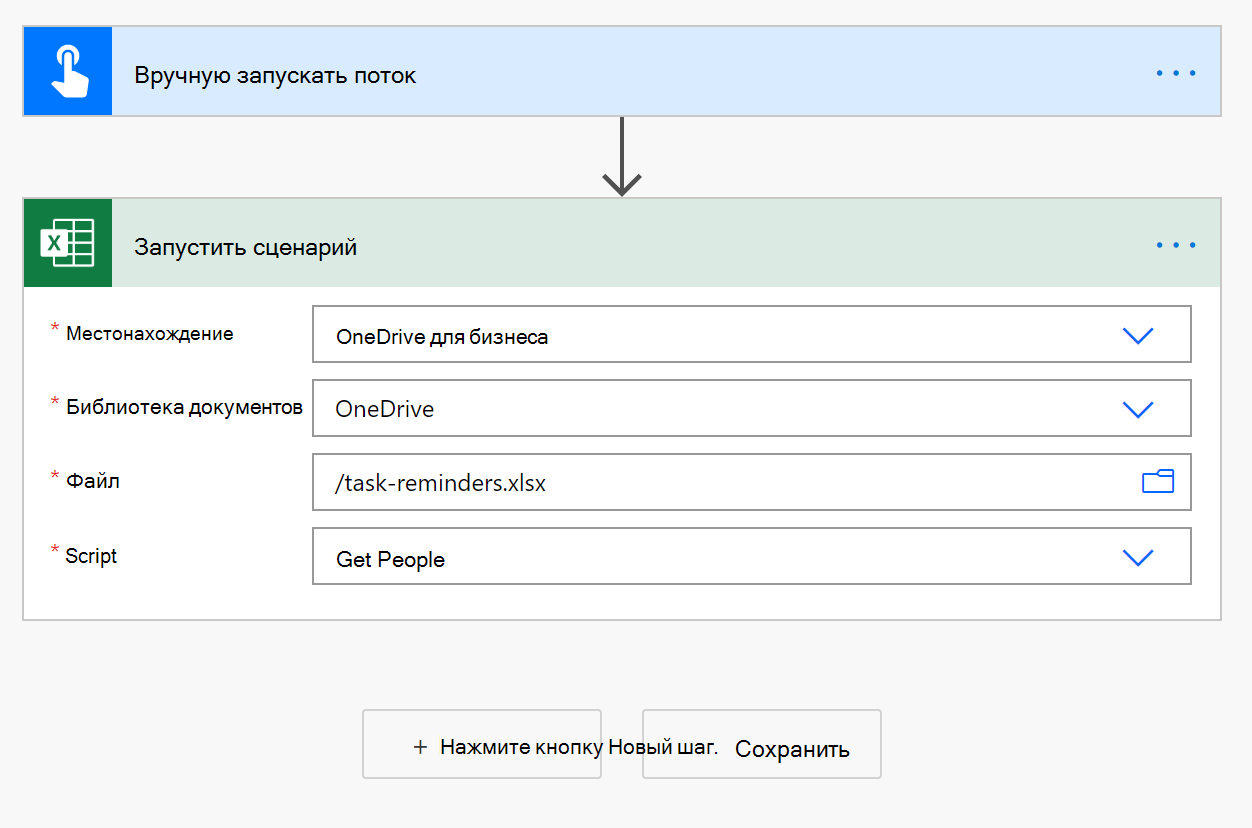 Вручную запускать поток
Запустить сценарий
* Местонахождение
OneDrive для бизнеса
* Библиотека документов
OneDrive
* Файл
/task-reminders.xlsx
* Script
Get People
+ Нажмите кнопку Новый шаг.
Сохранить